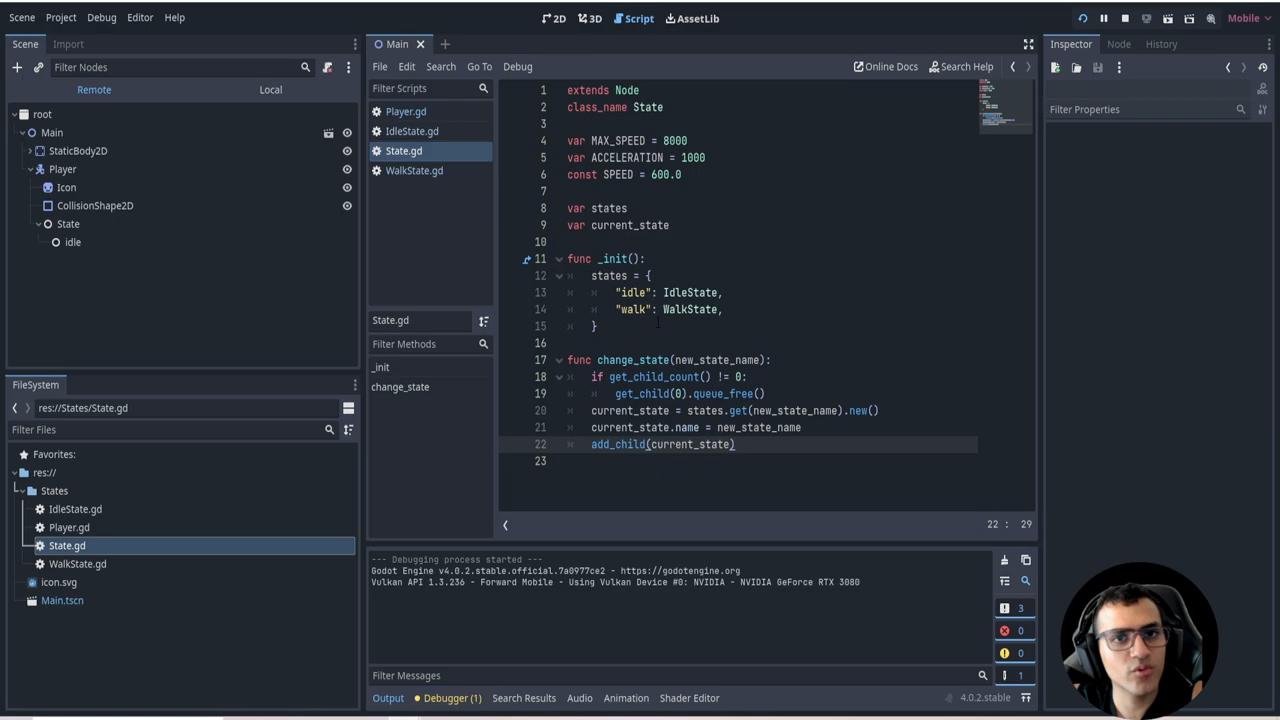 Scene Project Debug Editor Help
2D 3D Script AssetLib
Mobile
Scene Import
Filter Nodes
Remote Local
root
Main
StaticBody2D
Player
Icon
CollisionShape2D
State
idle
FileSystem
res://States/State.gd
Filter Files
Favorites:
res://
States
IdleState.gd
Player.gd
State.gd
WalkState.gd
icon.svg
Main.tscn
Main
File Edit Search Go To Debug
Online Docs Search Help
Filter Scripts
Player.gd
IdleState.gd
State.gd
WalkState.gd
State.gd
Filter Methods
_init
change_state
1 extends Node
2 class_name State
3
4 var MAX_SPEED = 8000
5 var ACCELERATION = 1000
6 const SPEED = 600.0
7
8 var states
9 var current_state
10
11 func _init():
12 states = {
13 "idle": IdleState,
14 "walk": WalkState,
15 }
16
17 func change_state(new_state_name):
18 if get_child_count() != 0:
19 get_child(0).queue_free()
20 current_state = states.get(new_state_name).new()
21 current_state.name = new_state_name
22 add_child(current_state)
23
22 : 29
--- Debugging process started ---
Godot Engine v4.0.2.stable.official.7a0977ce2 - https://godotengine.org
Vulkan API 1.3.236 - Forward Mobile - Using Vulkan Device #0: NVIDIA - NVIDIA GeForce RTX 3080
3
0
0
1
Filter Messages
Output Debugger (1) Search Results Audio Animation Shader Editor
4.0.2.stable
Inspector Node History
Filter Properties